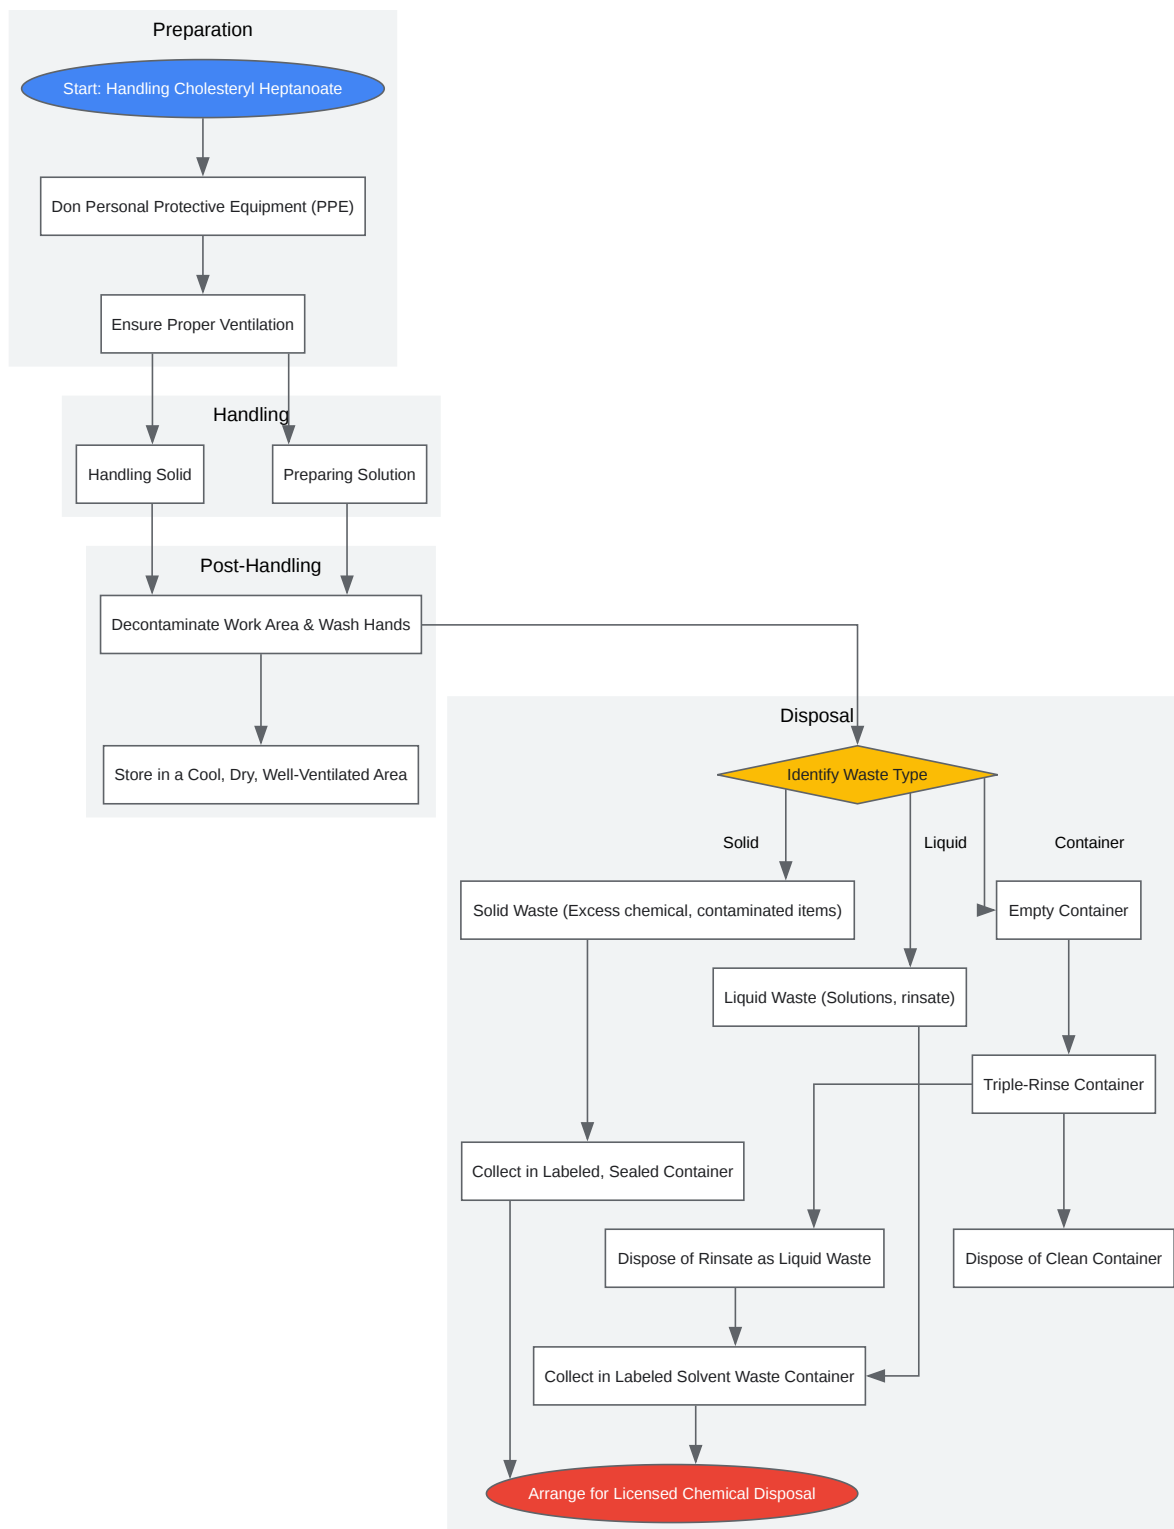 Preparation
Start: Handling Cholesteryl Heptanoate
Don Personal Protective Equipment (PPE)
Ensure Proper Ventilation
Handling
Handling Solid
Preparing Solution
Post-Handling
Decontaminate Work Area & Wash Hands
Store in a Cool, Dry, Well-Ventilated Area
Disposal
Identify Waste Type
Solid
Liquid
Container
Solid Waste (Excess chemical, contaminated items)
Empty Container
Liquid Waste (Solutions, rinsate)
Triple-Rinse Container
Collect in Labeled, Sealed Container
Dispose of Rinsate as Liquid Waste
Dispose of Clean Container
Collect in Labeled Solvent Waste Container
Arrange for Licensed Chemical Disposal